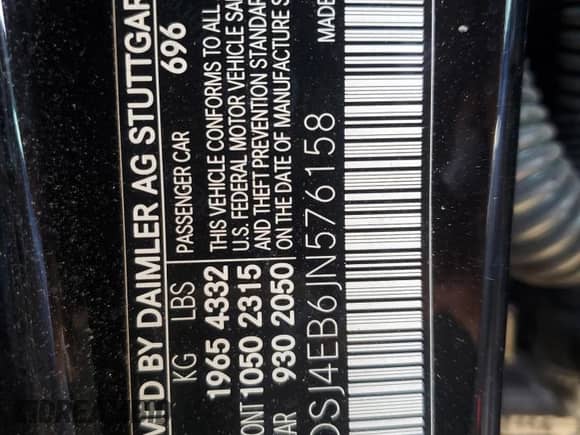 MVD BY DAIMLER AG STUTTGAR
696
KG LBS PASSENGER CAR
1965 4332
ONT 1050 2315
AR 930 2050
THIS VEHICLE CONFORMS TO ALL
U.S. FEDERAL MOTOR VEHICLE SA
AND THEFT PREVENTION STANDAR
ON THE DATE OF MANUFACTURE S
MADE
DSJ4EB6JN576158